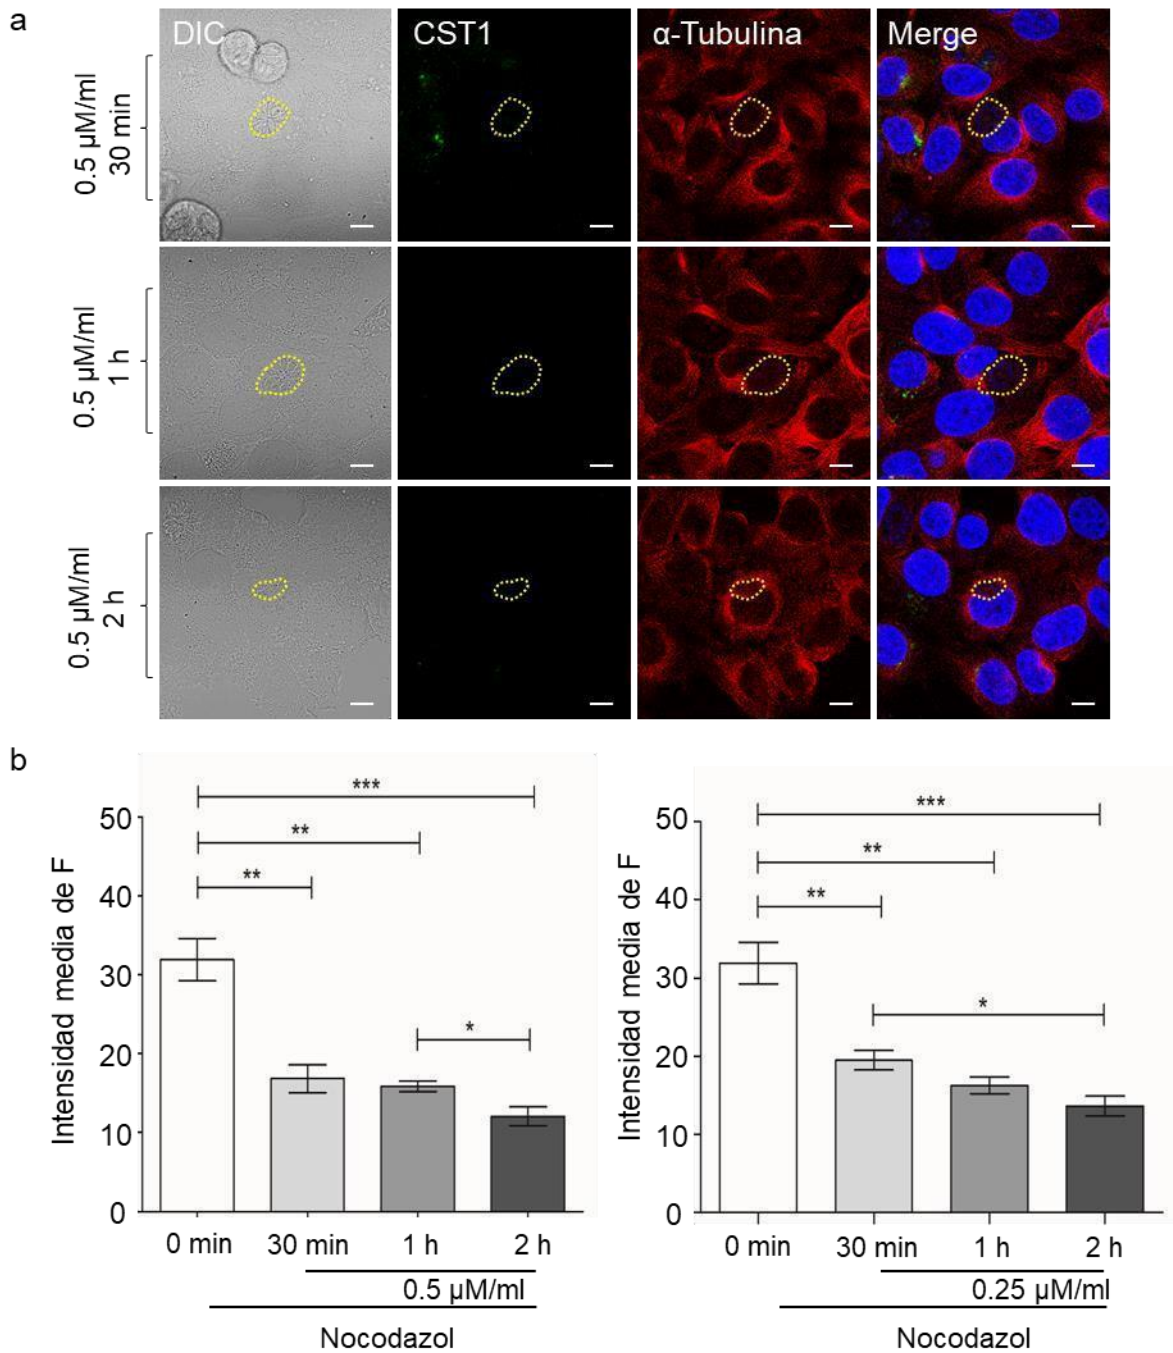 a
DIC
CST1
α-Tubulina
Merge
0.5 µM/ml
30 min
0.5 µM/ml
1 h
0.5 µM/ml
2 h
b
***
**
**
*
50
40
30
20
10
0
Intensidad media de F
0 min
30 min
1 h
2 h
0.5 µM/ml
Nocodazol
***
**
**
*
50
40
30
20
10
0
Intensidad media de F
0 min
30 min
1 h
2 h
0.25 µM/ml
Nocodazol